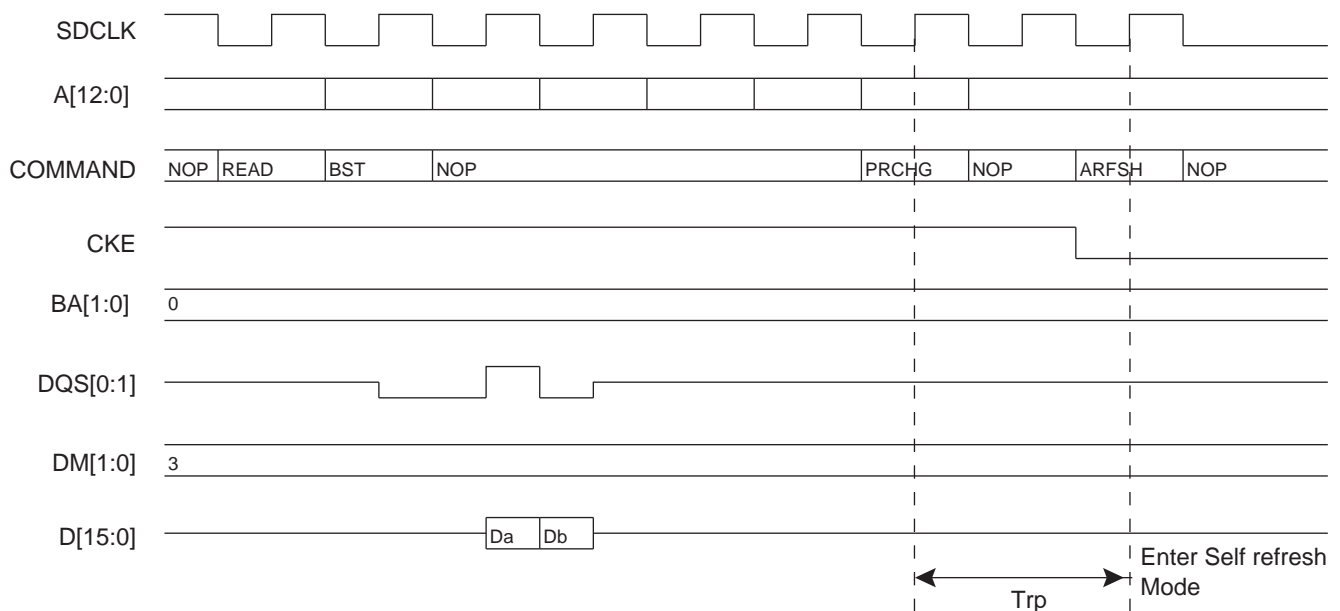 SDCLK
A[12:0]
COMMAND NOP READ BST NOP PRCHG NOP ARFSH NOP
CKE
BA[1:0] 0
DQS[0:1]
DM[1:0] 3
D[15:0] Da Db
Enter Self refresh
Mode
Trp